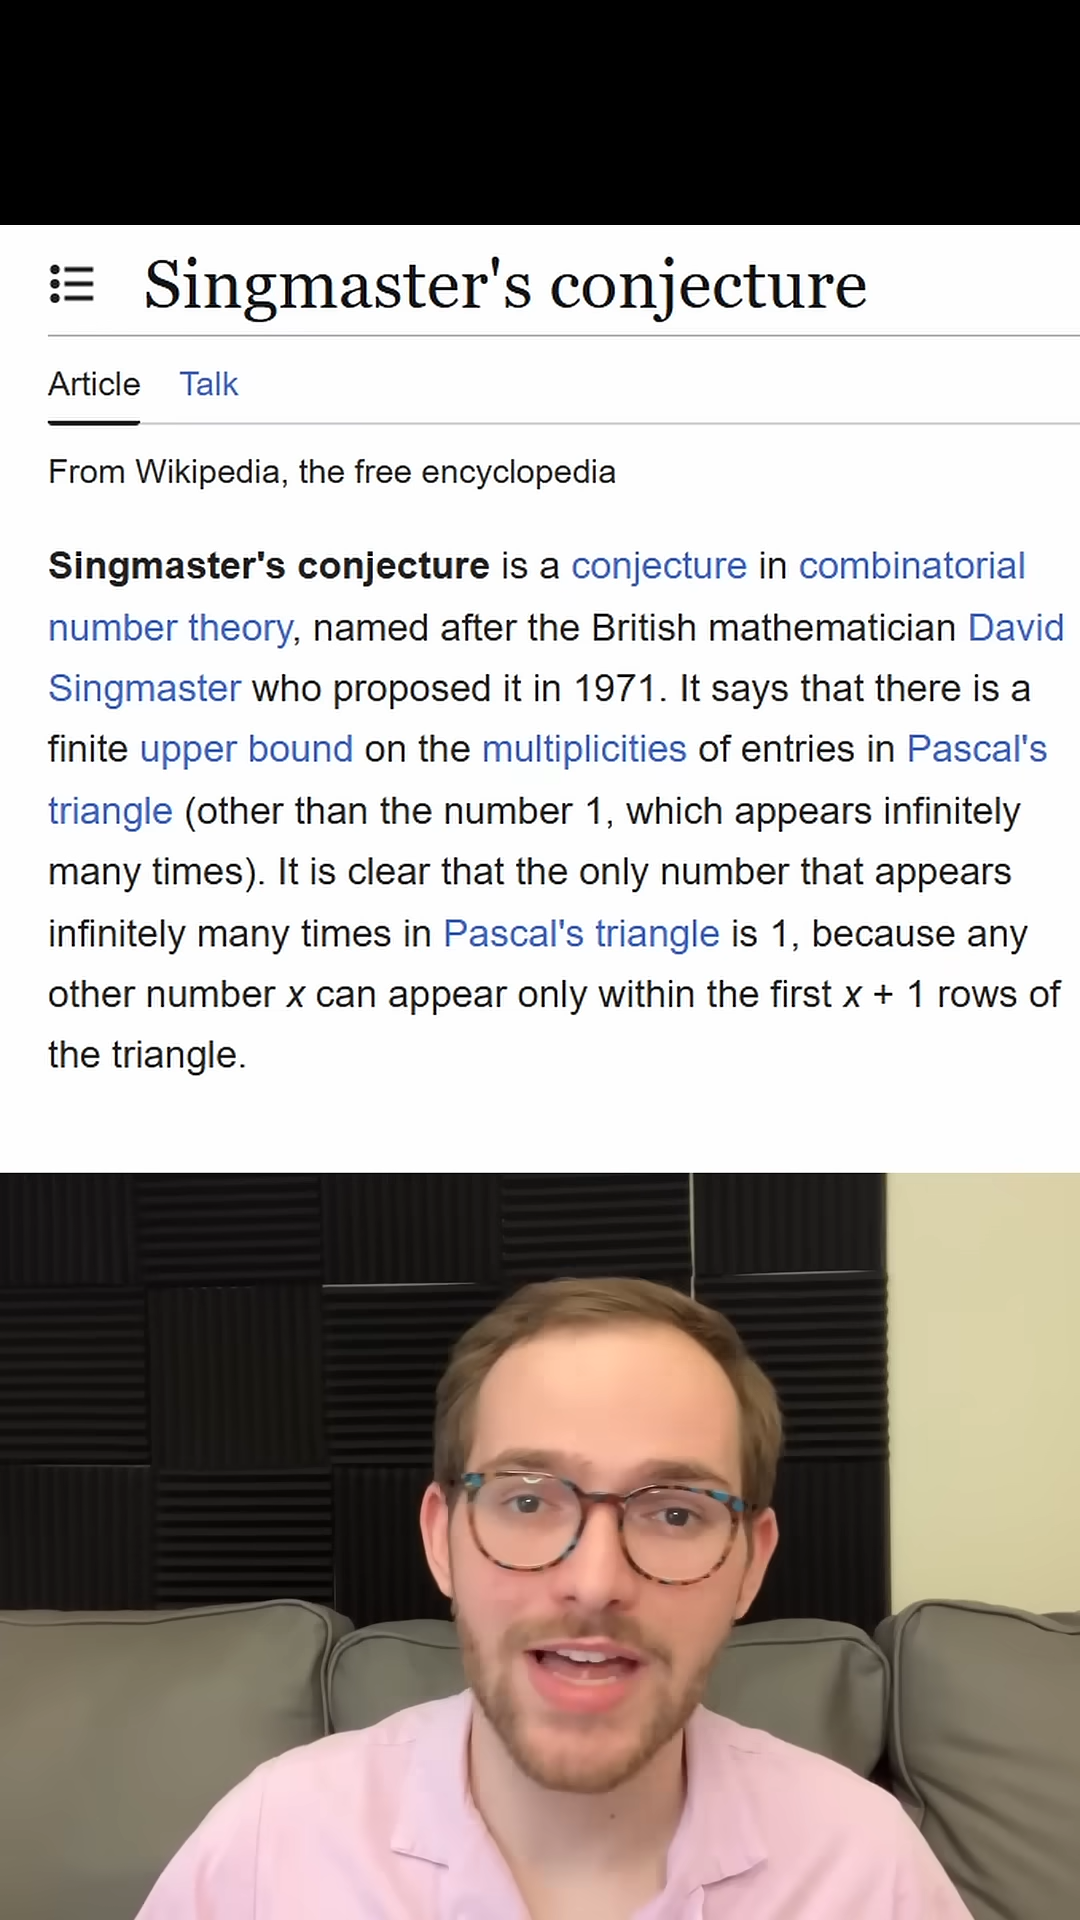 Singmaster's conjecture
Article Talk
From Wikipedia, the free encyclopedia
Singmaster's conjecture is a conjecture in combinatorial
number theory, named after the British mathematician David
Singmaster who proposed it in 1971. It says that there is a
finite upper bound on the multiplicities of entries in Pascal's
triangle (other than the number 1, which appears infinitely
many times). It is clear that the only number that appears
infinitely many times in Pascal's triangle is 1, because any
other number x can appear only within the first x + 1 rows of
the triangle.